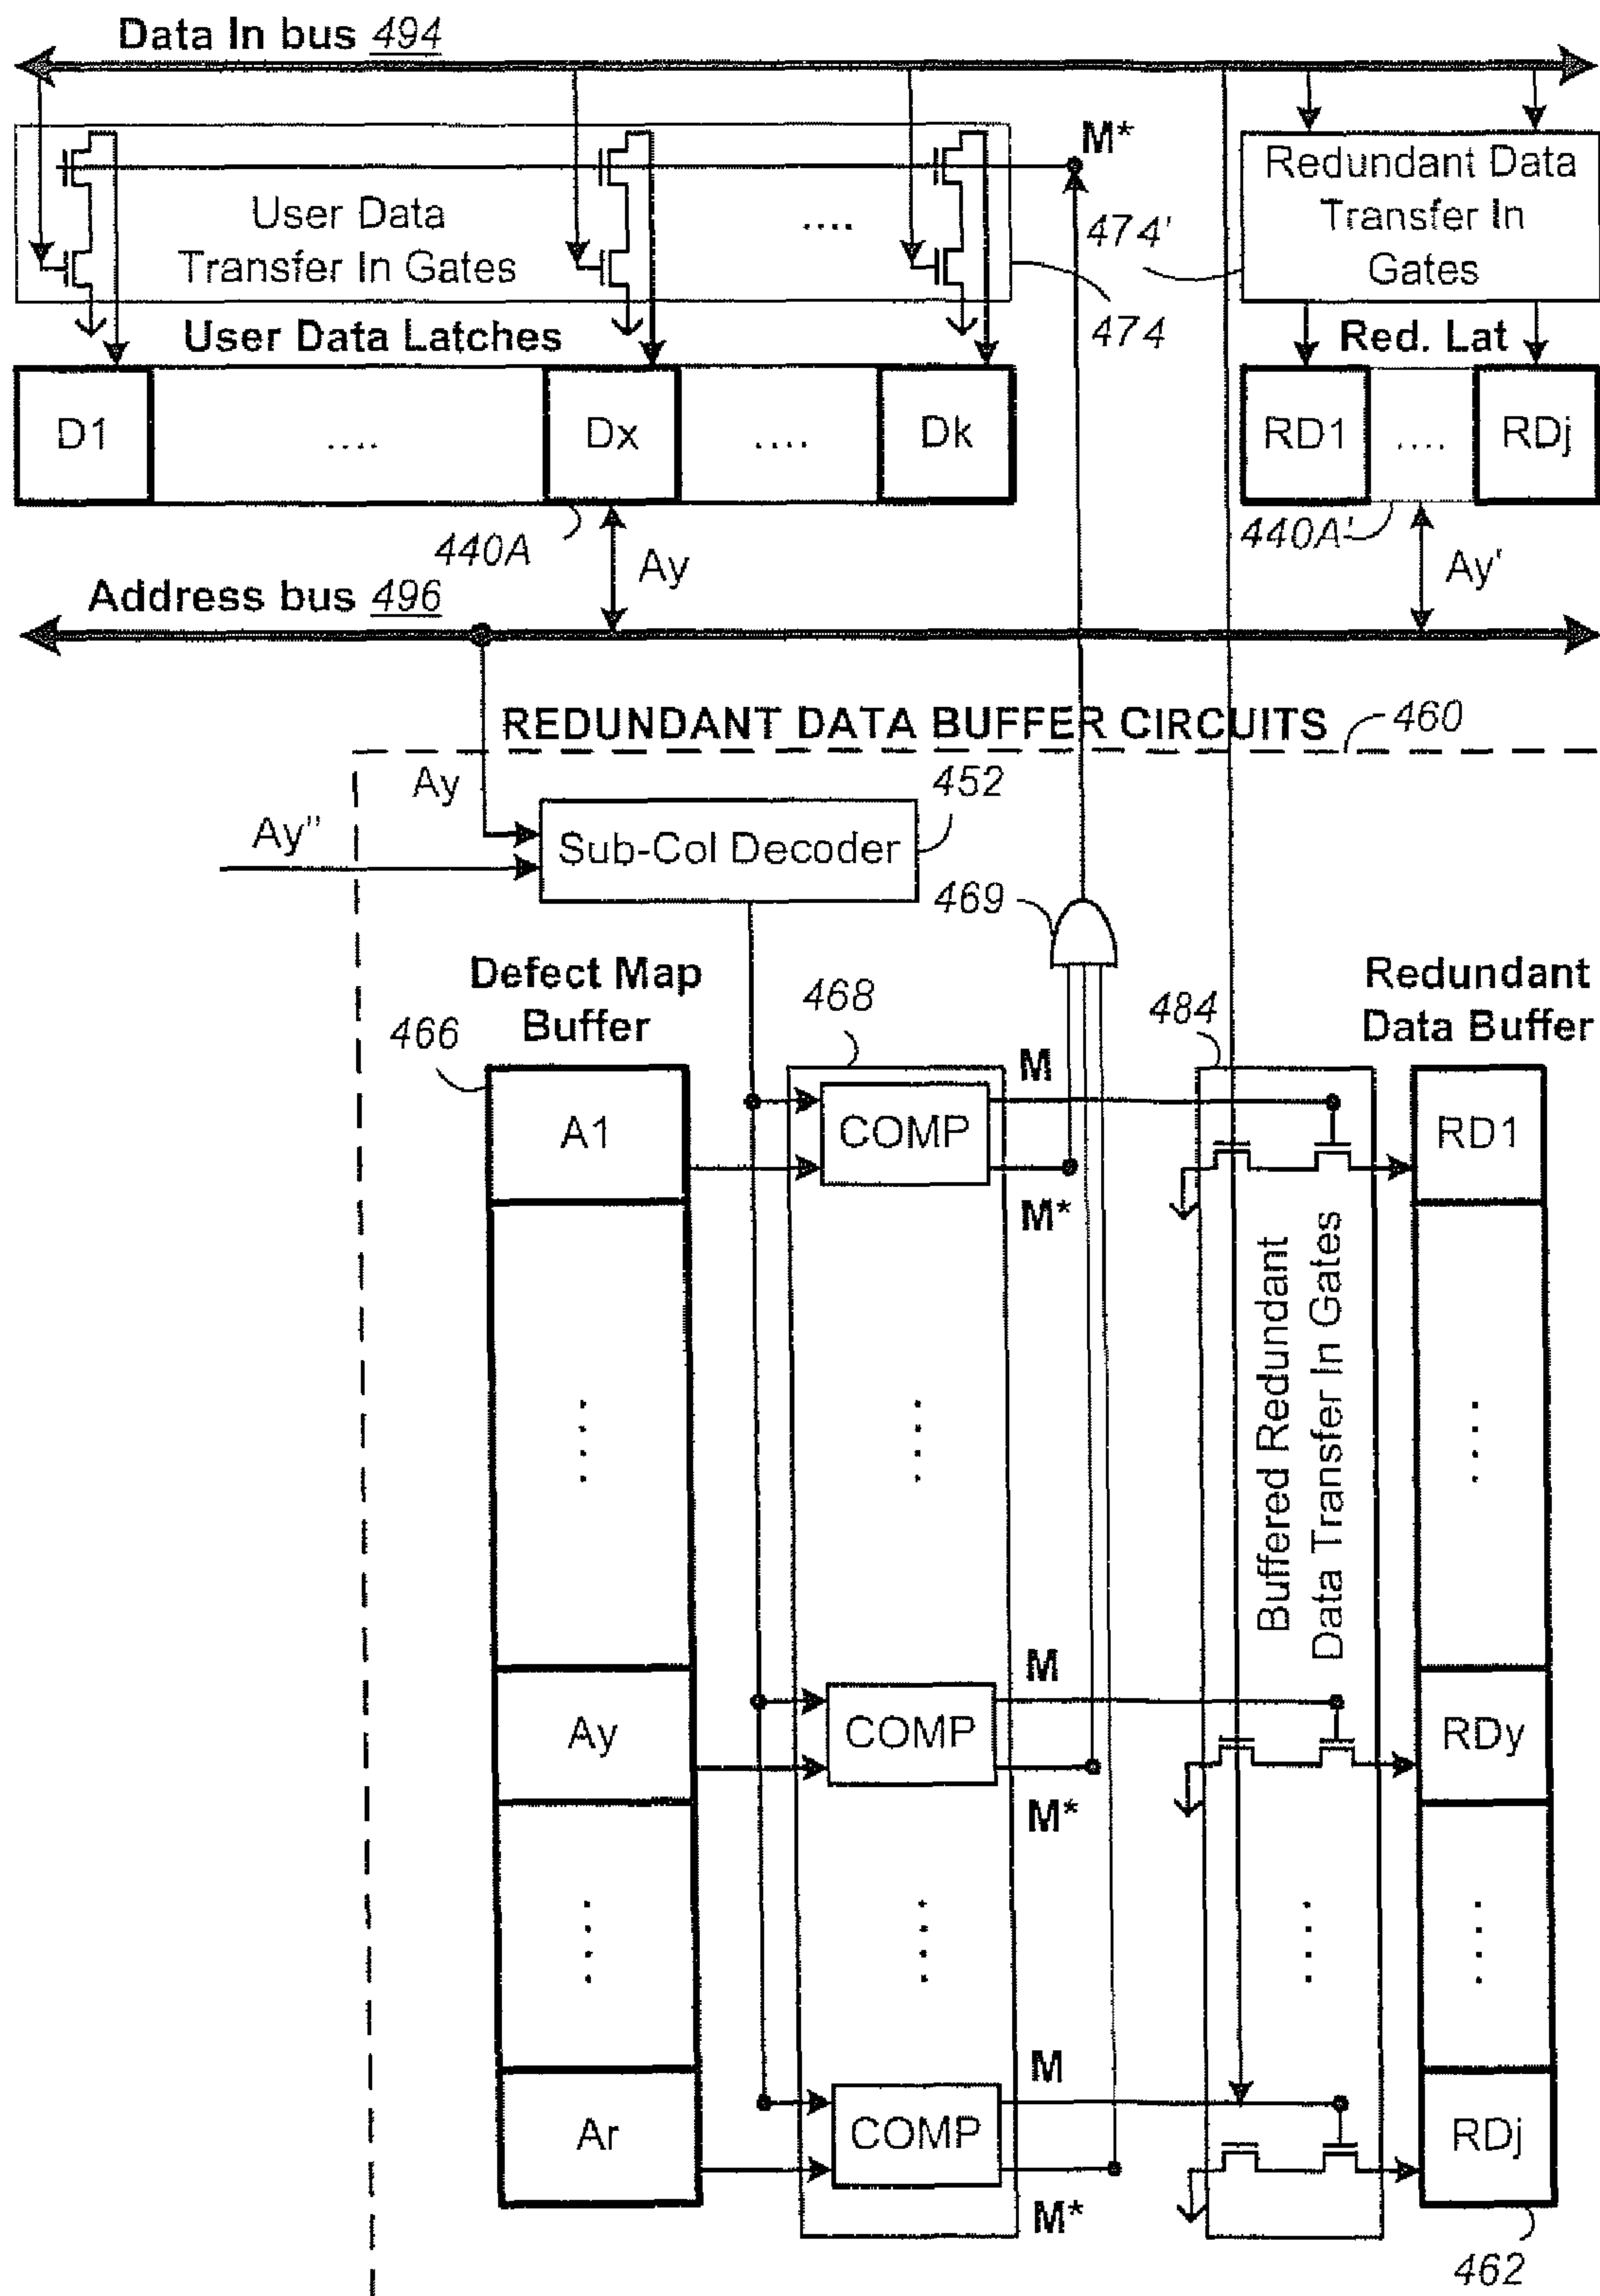 Data In bus 494
M*
User Data
Transfer In Gates
....
474'
474
Redundant Data
Transfer In
Gates
User Data Latches
Red. Lat
D1
....
Dx
....
Dk
RD1
....
RDj
440A
Ay
440A'
Ay'
Address bus 496
REDUNDANT DATA BUFFER CIRCUITS
460
Ay
Ay"
452
Sub-Col Decoder
469
Defect Map
Buffer
466
468
484
Redundant
Data Buffer
A1
COMP
M
M*
RD1
Buffered Redundant
Data Transfer In Gates
Ay
COMP
M
M*
RDy
Ar
COMP
M
M*
RDj
462